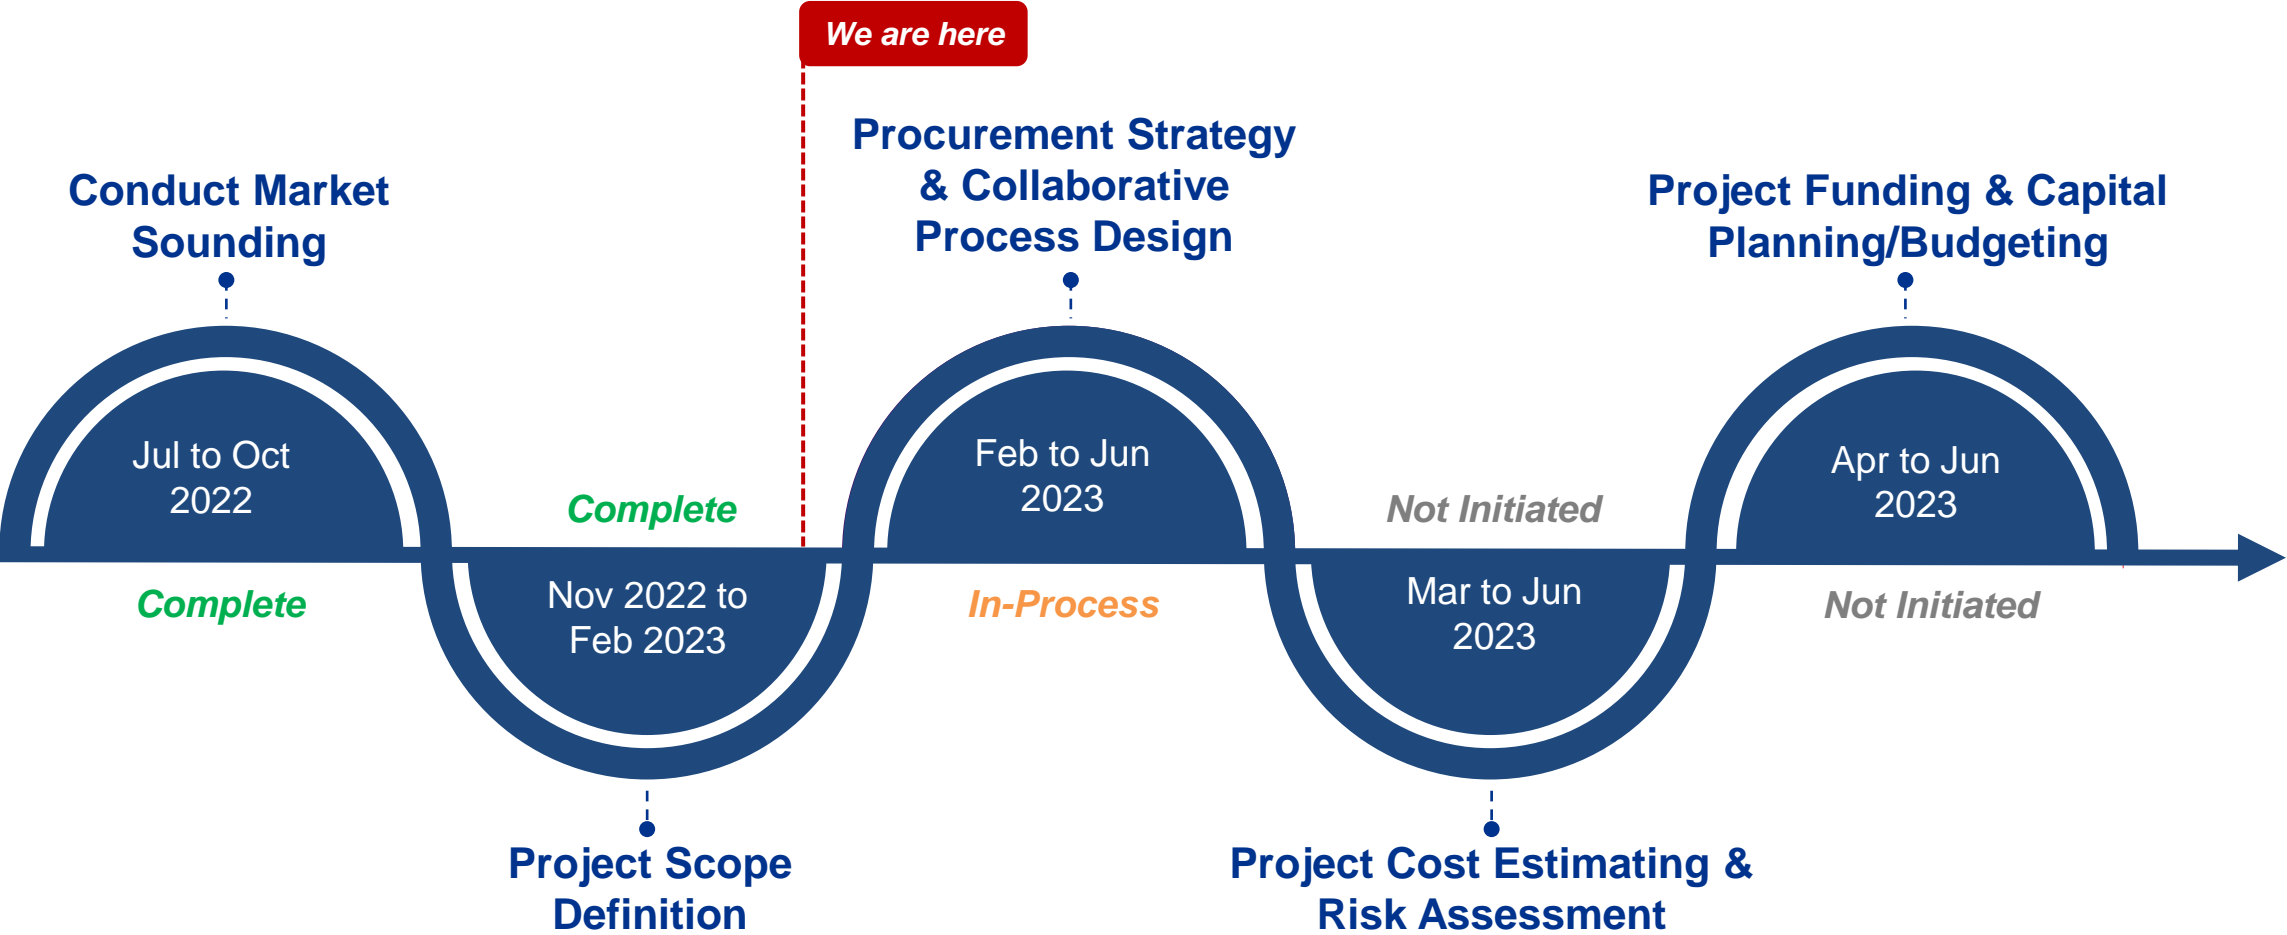 We are here
Conduct Market
Sounding
Jul to Oct
2022
Complete
Complete
Nov 2022 to
Feb 2023
Project Scope
Definition
Procurement Strategy
& Collaborative
Process Design
Feb to Jun
2023
In-Process
Not Initiated
Mar to Jun
2023
Project Cost Estimating &
Risk Assessment
Project Funding & Capital
Planning/Budgeting
Apr to Jun
2023
Not Initiated